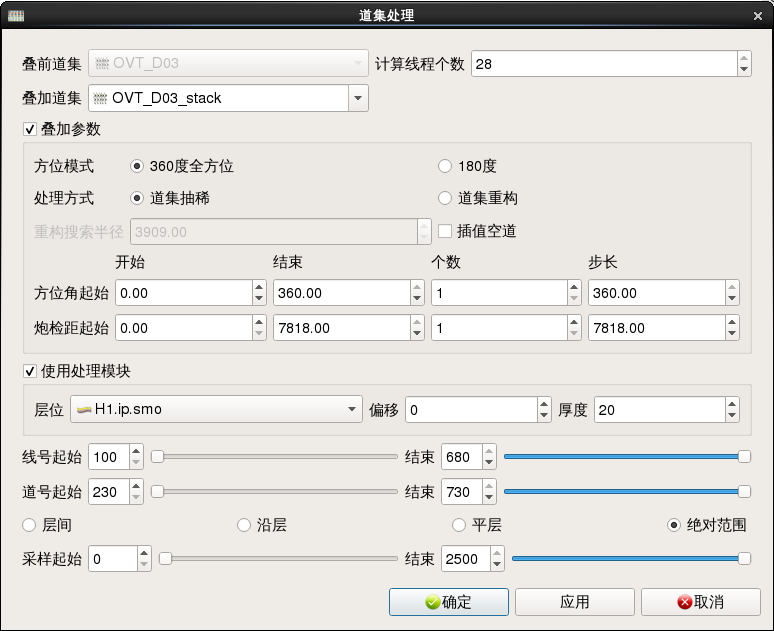 道集处理
叠前道集 OVT_D03 计算线程个数 28
叠加道集 OVT_D03_stack
叠加参数
方位模式 360度全方位 180度
处理方式 道集抽稀 道集重构
重构搜索半径 3909.00 插值空道
开始 结束 个数 步长
方位角起始 0.00 360.00 1 360.00
炮检距起始 0.00 7818.00 1 7818.00
使用处理模块
层位 H1.ip.smo 偏移 0 厚度 20
线号起始 100 结束 680
道号起始 230 结束 730
层间 沿层 平层 绝对范围
采样起始 0 结束 2500
确定 应用 取消